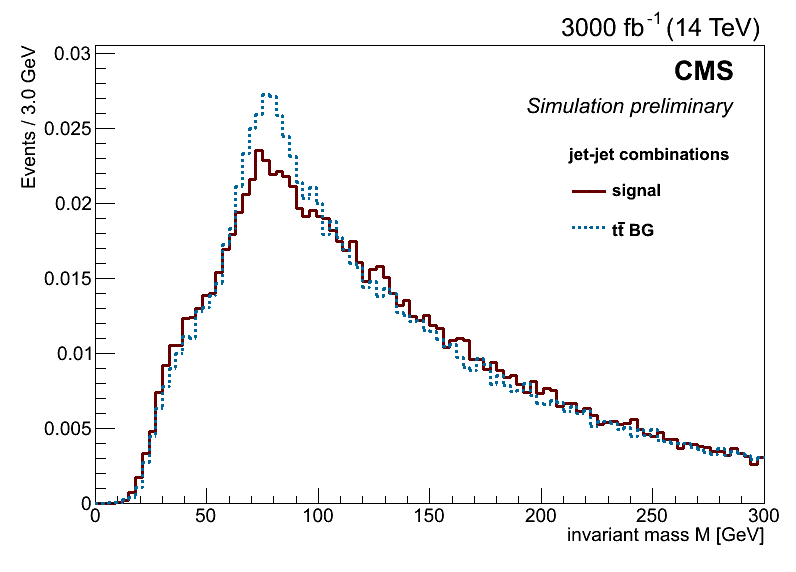 3000 fb⁻¹ (14 TeV)
CMS
Simulation preliminary
jet-jet combinations
signal
tt̄ BG
Events / 3.0 GeV
0.03
0.025
0.02
0.015
0.01
0.005
0
0 50 100 150 200 250 300
invariant mass M [GeV]